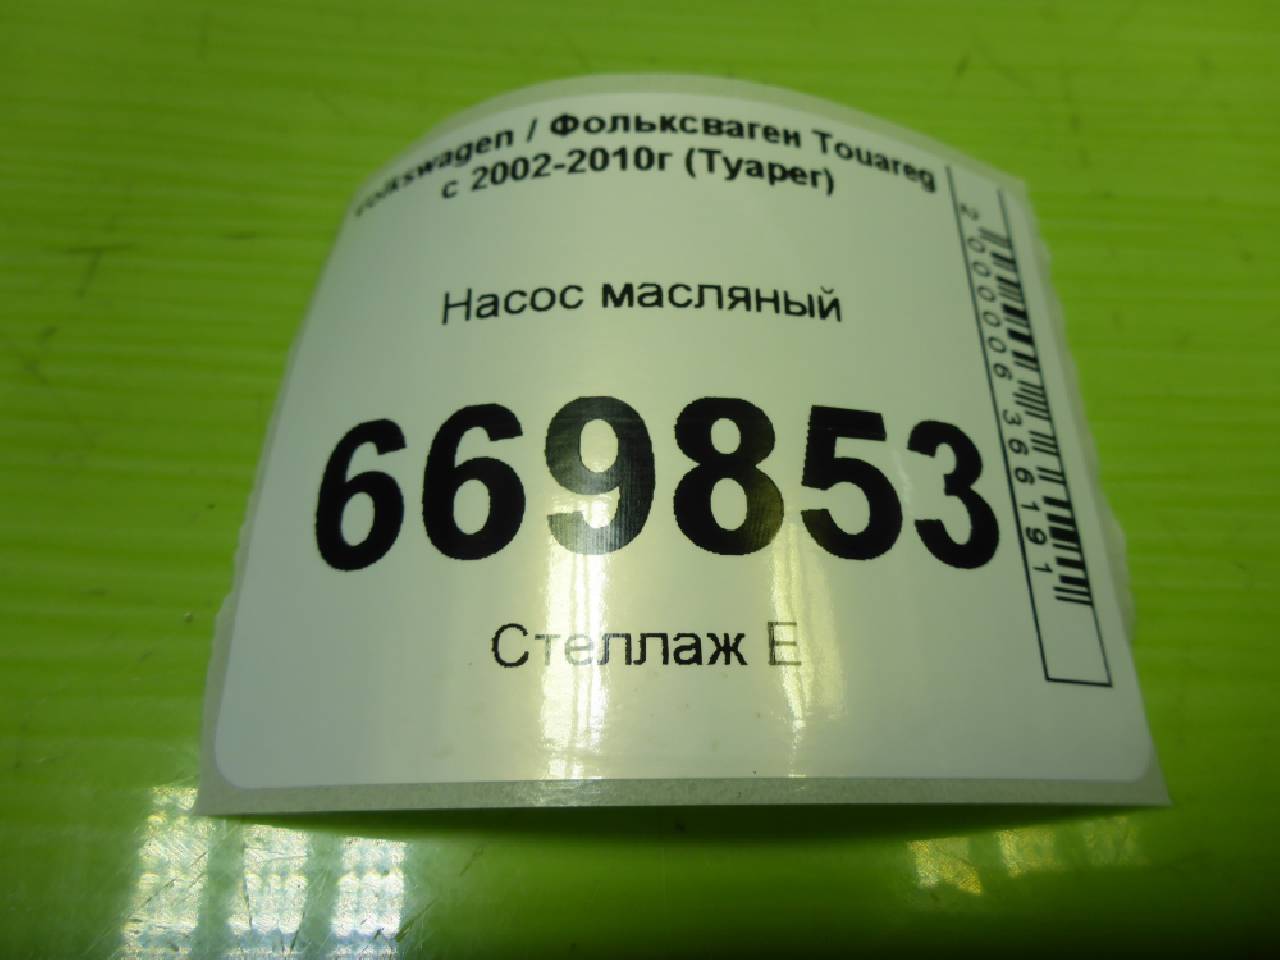 Volkswagen / Фольксваген Touareg
с 2002-2010г (Туарег)
Насос масляный
669853
Стеллаж Е
2000006366191